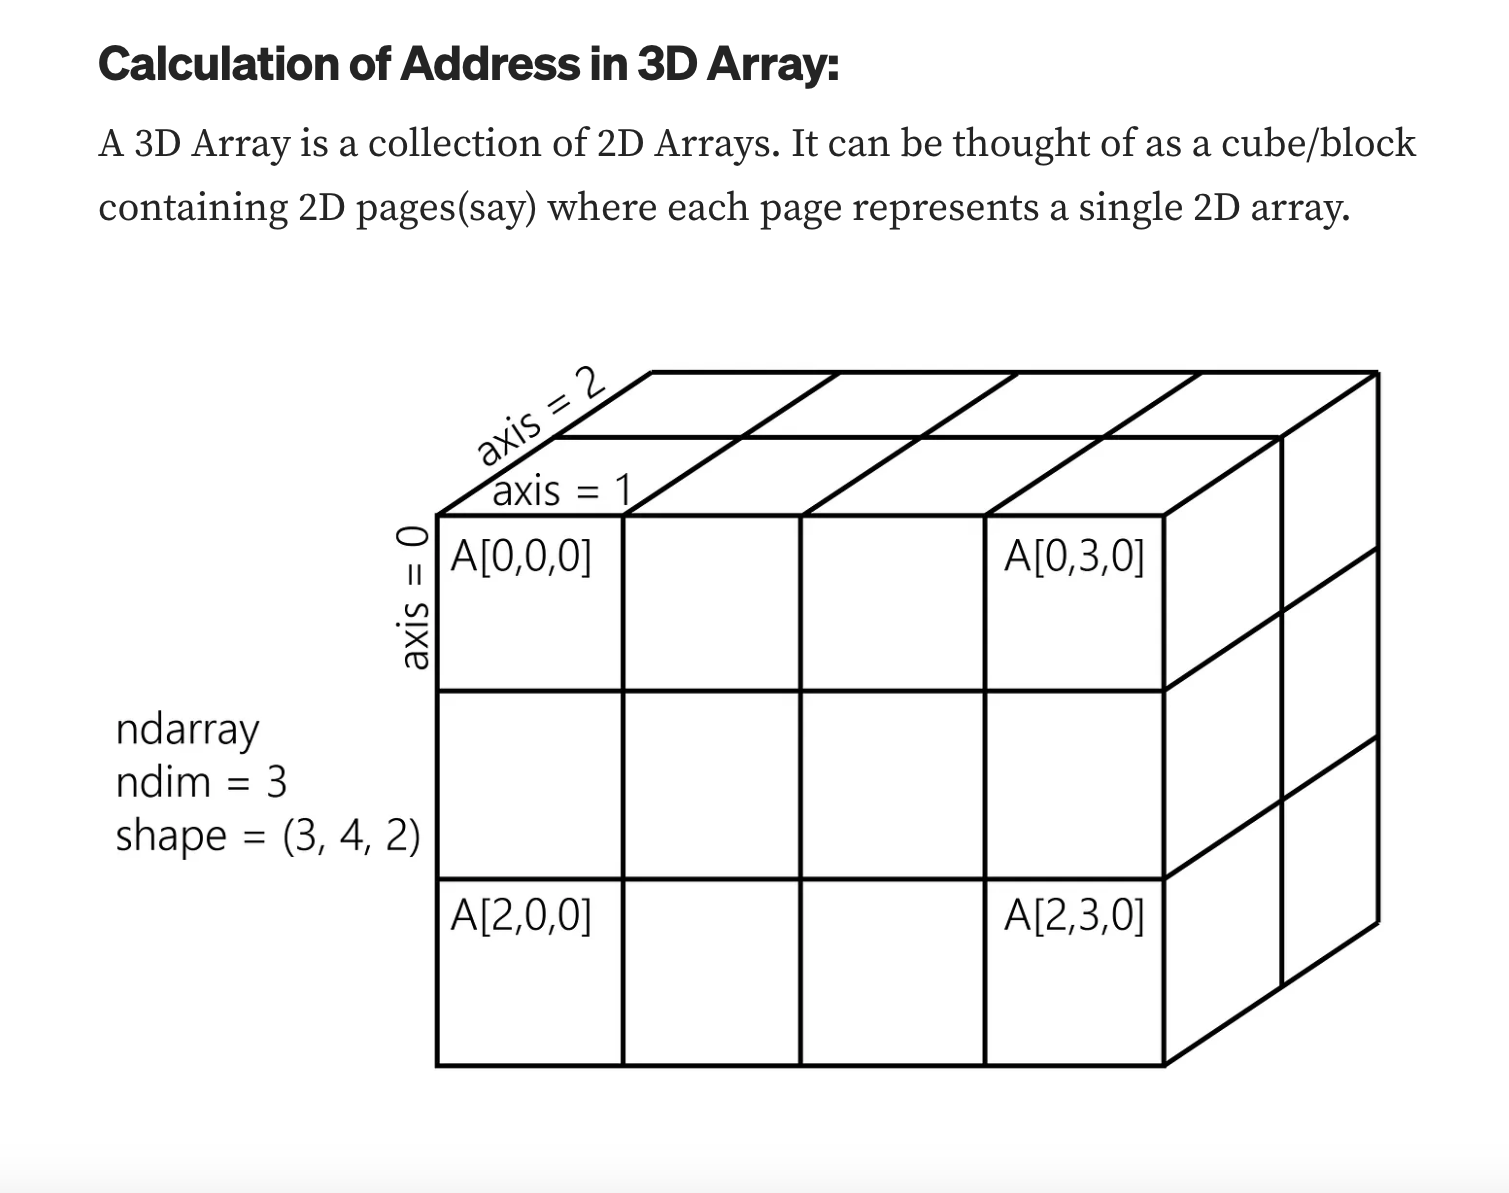 Calculation of Address in 3D Array:
A 3D Array is a collection of 2D Arrays. It can be thought of as a cube/block
containing 2D pages(say) where each page represents a single 2D array.
axis = 2
axis = 1
axis = 0
A[0,0,0]
A[0,3,0]
ndarray
ndim = 3
shape = (3, 4, 2)
A[2,0,0]
A[2,3,0]